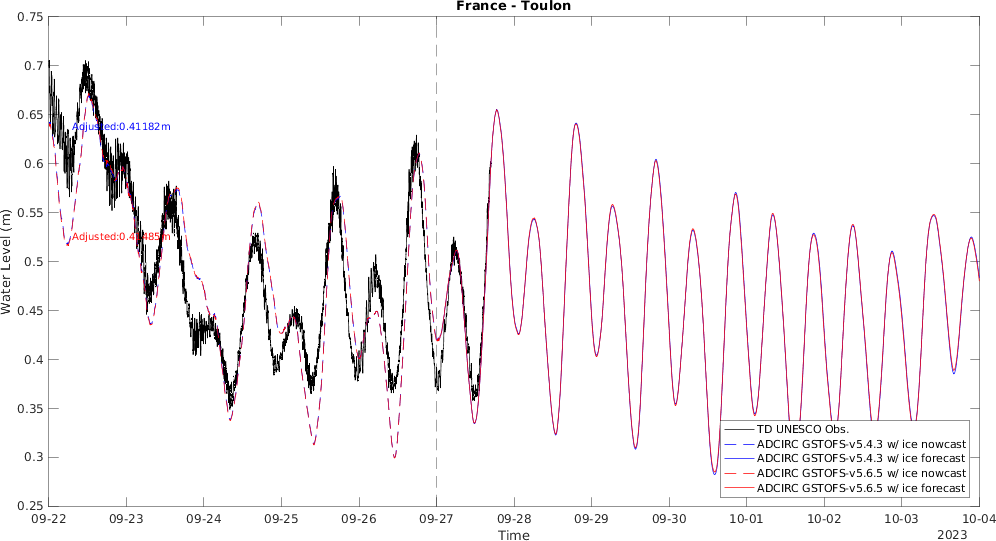 France - Toulon
0.75
0.7
0.65
0.6
0.55
0.5
0.45
0.4
0.35
0.3
0.25
Water Level (m)
Adjusted:0.41182m
TD UNESCO Obs.
ADCIRC GSTOFS-v5.4.3 w/ ice nowcast
ADCIRC GSTOFS-v5.4.3 w/ ice forecast
ADCIRC GSTOFS-v5.6.5 w/ ice nowcast
ADCIRC GSTOFS-v5.6.5 w/ ice forecast
09-22 09-23 09-24 09-25 09-26 09-27 09-28 09-29 09-30 10-01 10-02 10-03 10-04
Time
2023